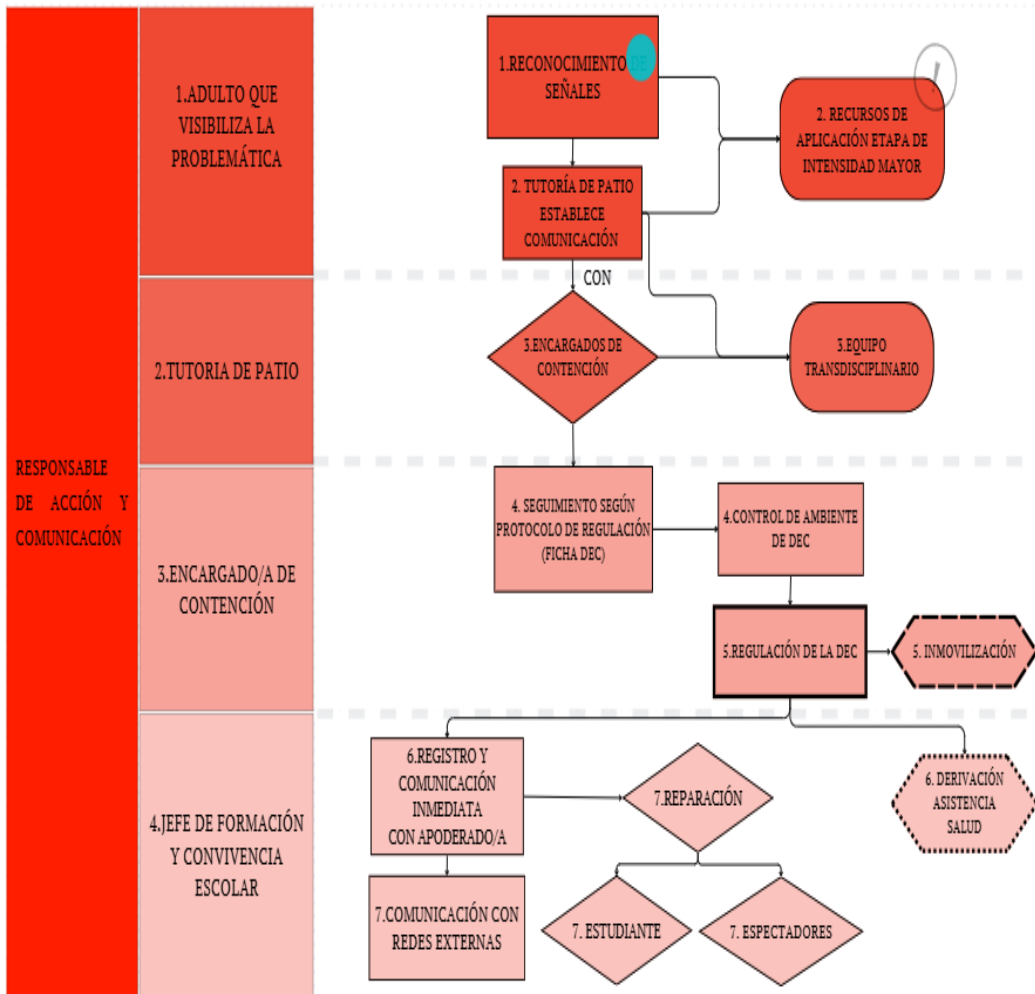 RESPONSABLE
DE ACCIÓN Y
COMUNICACIÓN
1.ADULTO QUE
VISIBILIZA LA
PROBLEMÁTICA
1.RECONOCIMIENTO DE
SEÑALES
2. RECURSOS DE
APLICACIÓN ETAPA DE
INTENSIDAD MAYOR
2. TUTORÍA DE PATIO
ESTABLECE
COMUNICACIÓN
CON
2.TUTORIA DE PATIO
3.ENCARGADOS DE
CONTENCIÓN
3.EQUIPO
TRANSDISCIPLINARIO
3.ENCARGADO/A DE
CONTENCIÓN
4. SEGUIMIENTO SEGÚN
PROTOCOLO DE REGULACIÓN
(FICHA DEC)
4.CONTROL DE AMBIENTE
DE DEC
5.REGULACIÓN DE LA DEC
5. INMOVILIZACIÓN
4.JEFE DE FORMACIÓN
Y CONVIVENCIA
ESCOLAR
6.REGISTRO Y
COMUNICACIÓN
INMEDIATA
CON APODERADO/A
7.REPARACIÓN
6. DERIVACIÓN
ASISTENCIA
SALUD
7.COMUNICACIÓN CON
REDES EXTERNAS
7. ESTUDIANTE
7. ESPECTADORES